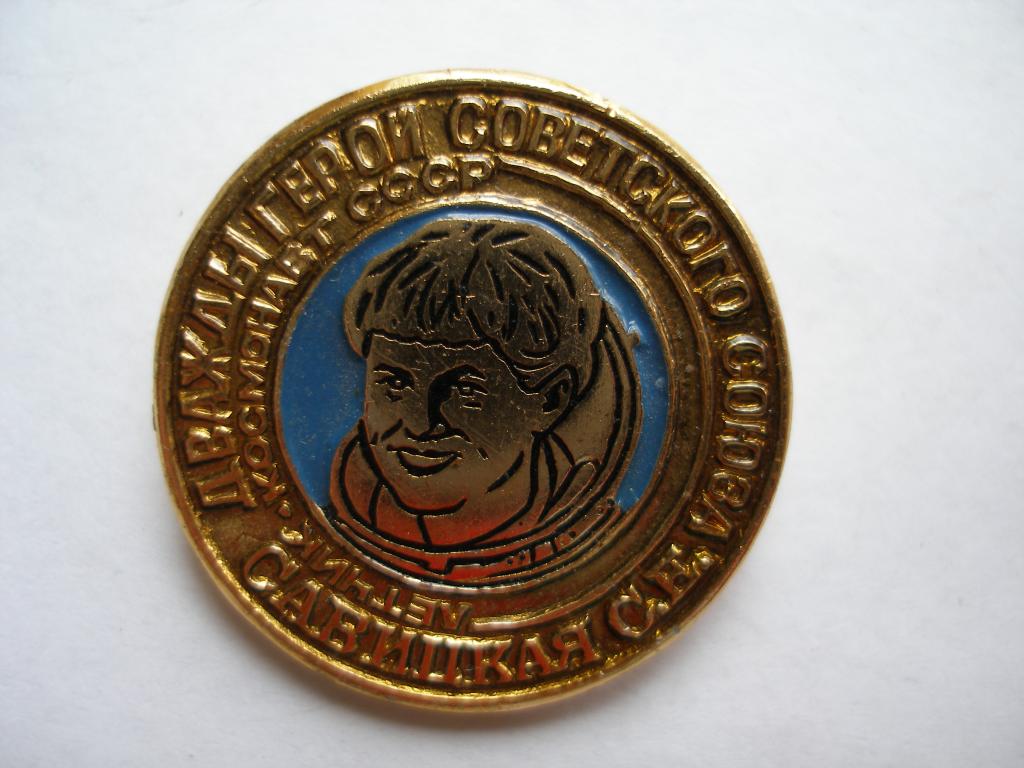 ДВАЖДЫ ГЕРОЙ СОВЕТСКОГО СОЮЗА
ЛЕТЧИК • КОСМОНАВТ СССР
САВИЦКАЯ С.Е.